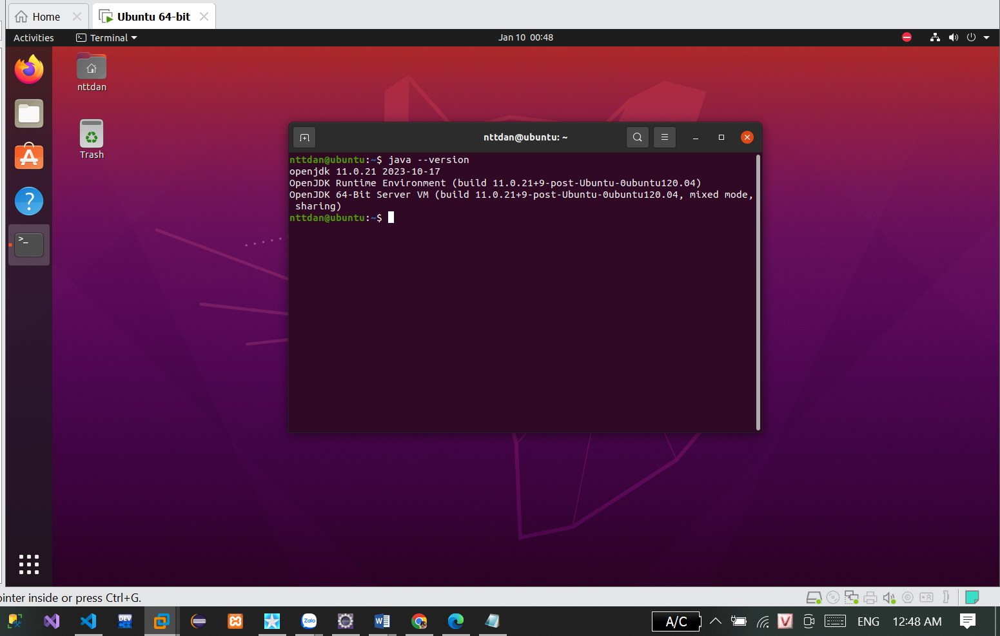 Home
Ubuntu 64-bit
Activities
Terminal
Jan 10 00:48
nttdan
Trash
nttdan@ubuntu: ~
nttdan@ubuntu:~$ java --version
openjdk 11.0.21 2023-10-17
OpenJDK Runtime Environment (build 11.0.21+9-post-Ubuntu-0ubuntu120.04)
OpenJDK 64-Bit Server VM (build 11.0.21+9-post-Ubuntu-0ubuntu120.04, mixed mode,
sharing)
nttdan@ubuntu:~$
ointer inside or press Ctrl+G.
DEV
Zalo
A/C
V
ENG
12:48 AM